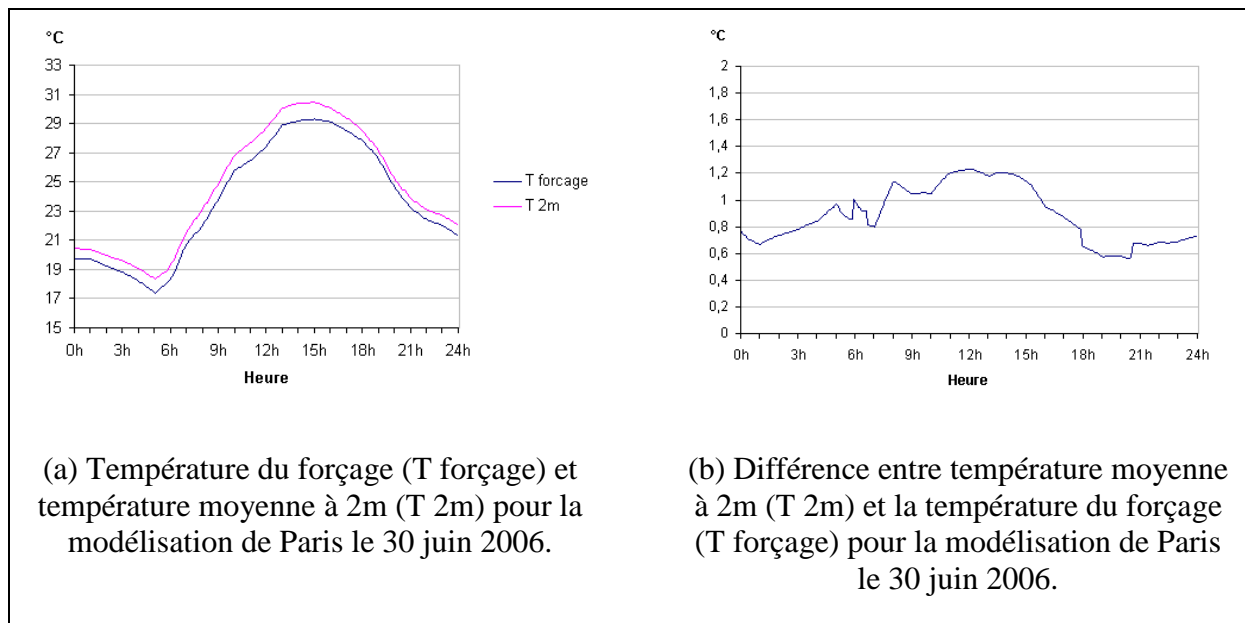 °C
33
31
29
27
25
23
21
19
17
15
0h 3h 6h 9h 12h 15h 18h 21h 24h
Heure
T forcage
T 2m
°C
2
1,8
1,6
1,4
1,2
1
0,8
0,6
0,4
0,2
0
0h 3h 6h 9h 12h 15h 18h 21h 24h
Heure
(a) Température du forçage (T forçage) et
température moyenne à 2m (T 2m) pour la
modélisation de Paris le 30 juin 2006.
(b) Différence entre température moyenne
à 2m (T 2m) et la température du forçage
(T forçage) pour la modélisation de Paris
le 30 juin 2006.